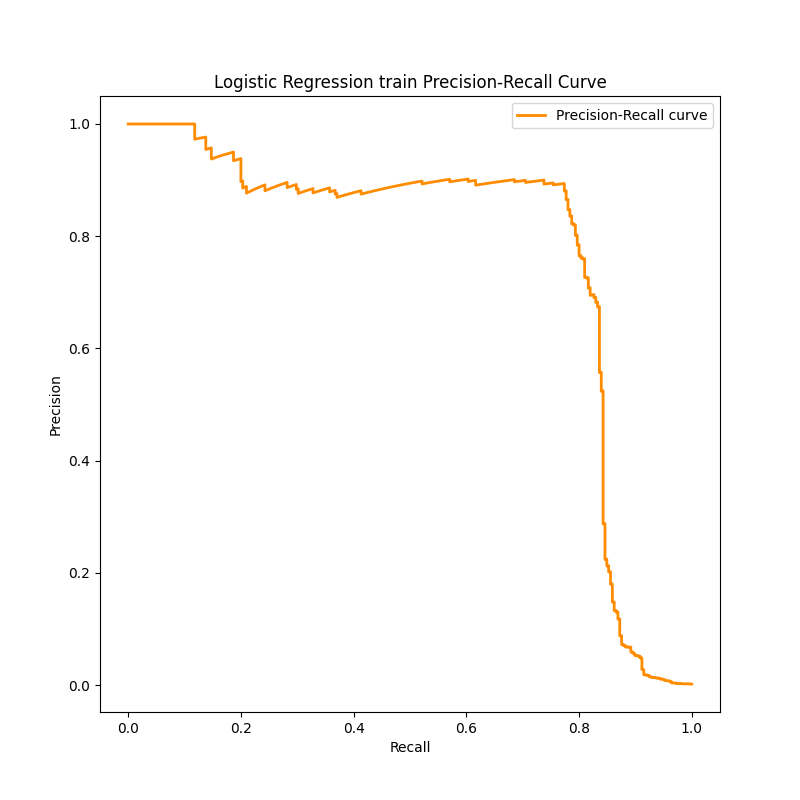 Logistic Regression train Precision-Recall Curve
Precision-Recall curve
1.0
0.8
0.6
0.4
0.2
0.0
Precision
0.0 0.2 0.4 0.6 0.8 1.0
Recall